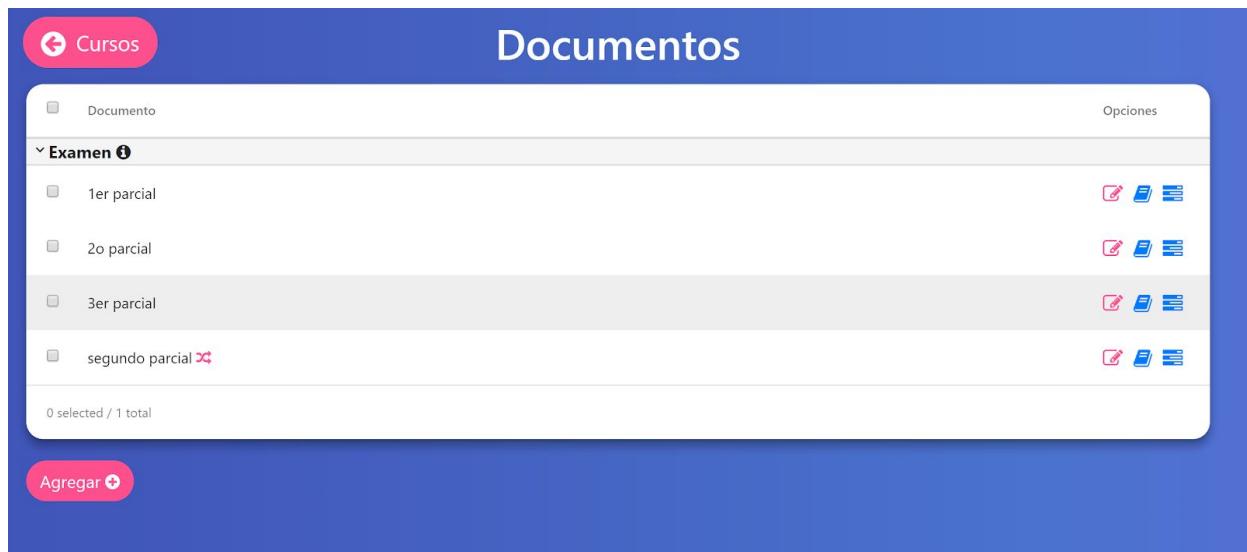 Cursos
Documentos
Documento Opciones
Examen
1er parcial
2o parcial
3er parcial
segundo parcial
0 selected / 1 total
Agregar